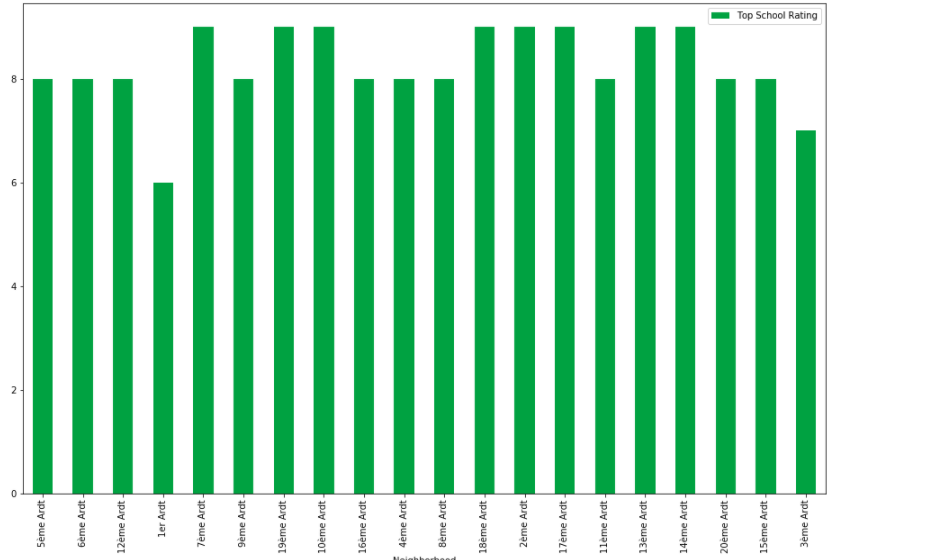 Top School Rating
8
6
4
2
0
5ème Ardt
6ème Ardt
12ème Ardt
1er Ardt
7ème Ardt
9ème Ardt
19ème Ardt
10ème Ardt
16ème Ardt
4ème Ardt
8ème Ardt
18ème Ardt
2ème Ardt
17ème Ardt
11ème Ardt
13ème Ardt
14ème Ardt
20ème Ardt
15ème Ardt
3ème Ardt
Neighborhood